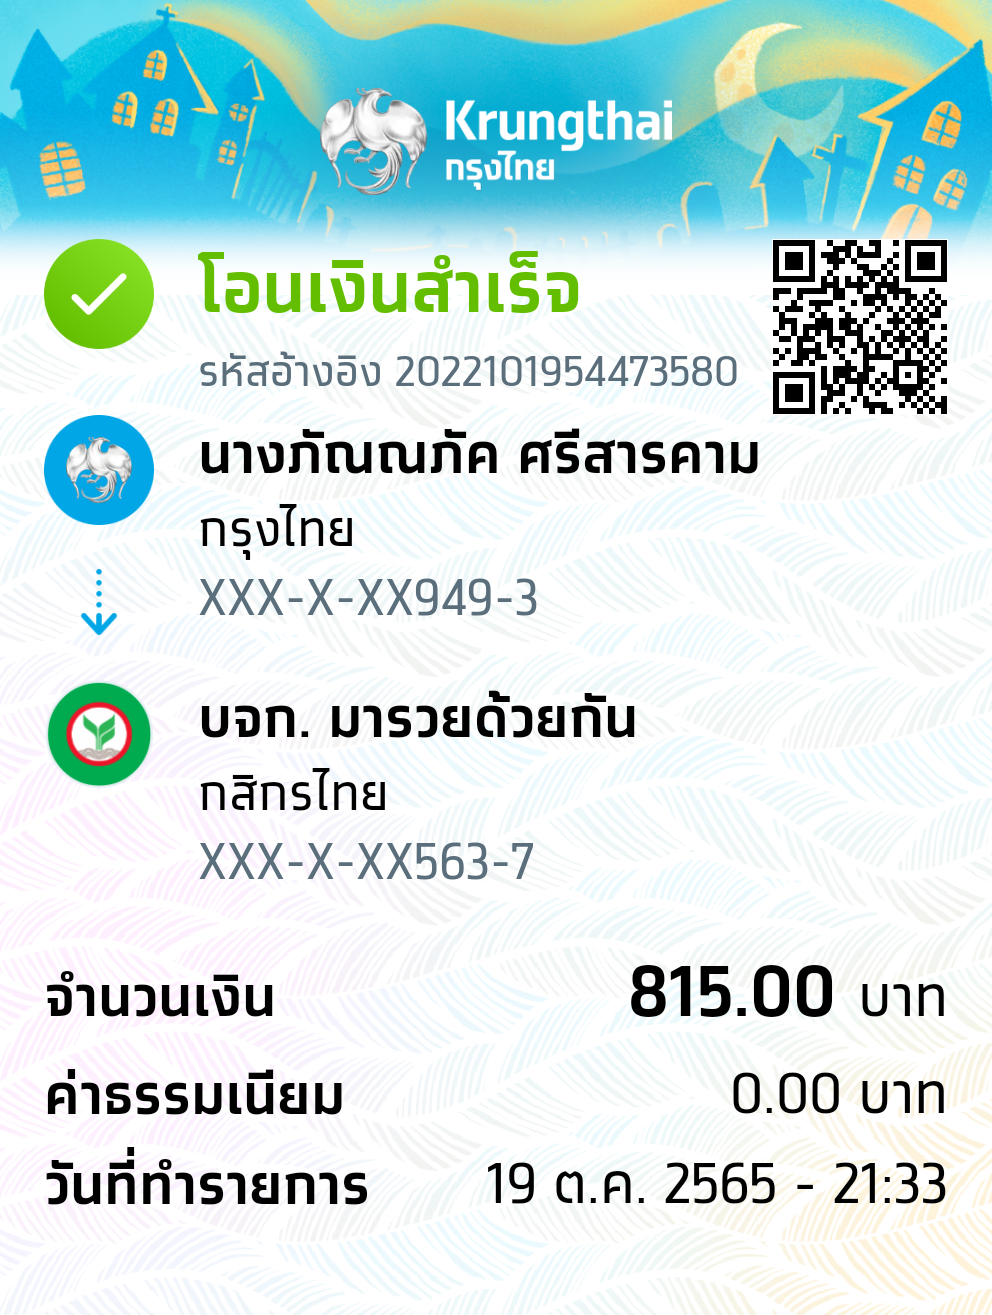 Krungthai
กรุงไทย
โอนเงินสำเร็จ
รหัสอ้างอิง 2022101954473580
นางภัณณภัค ศรีสารคาม
กรุงไทย
XXX-X-XX949-3
บจก. มารวยด้วยกัน
กสิกรไทย
XXX-X-XX563-7
จำนวนเงิน 815.00 บาท
ค่าธรรมเนียม 0.00 บาท
วันที่ทำรายการ 19 ต.ค. 2565 - 21:33